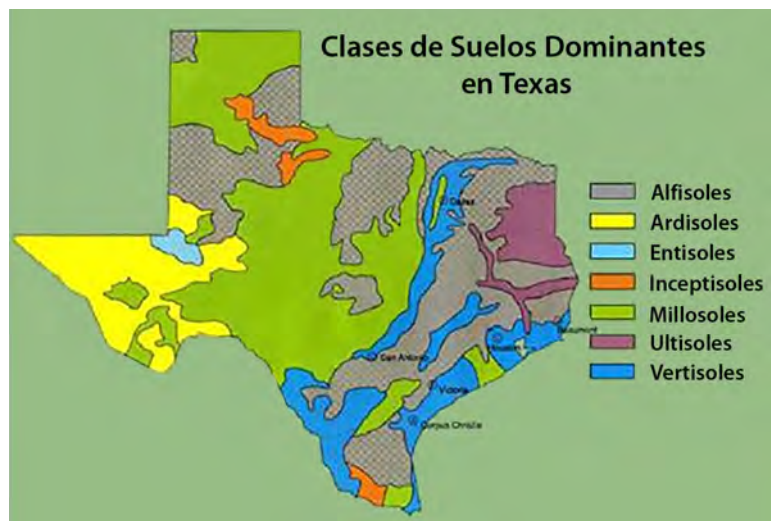 Clases de Suelos Dominantes
en Texas
Alfisoles
Ardisoles
Entisoles
Inceptisoles
Millosoles
Ultisoles
Vertisoles
Dallas
Beaumont
Houston
San Antonio
Victoria
Corpus Christie